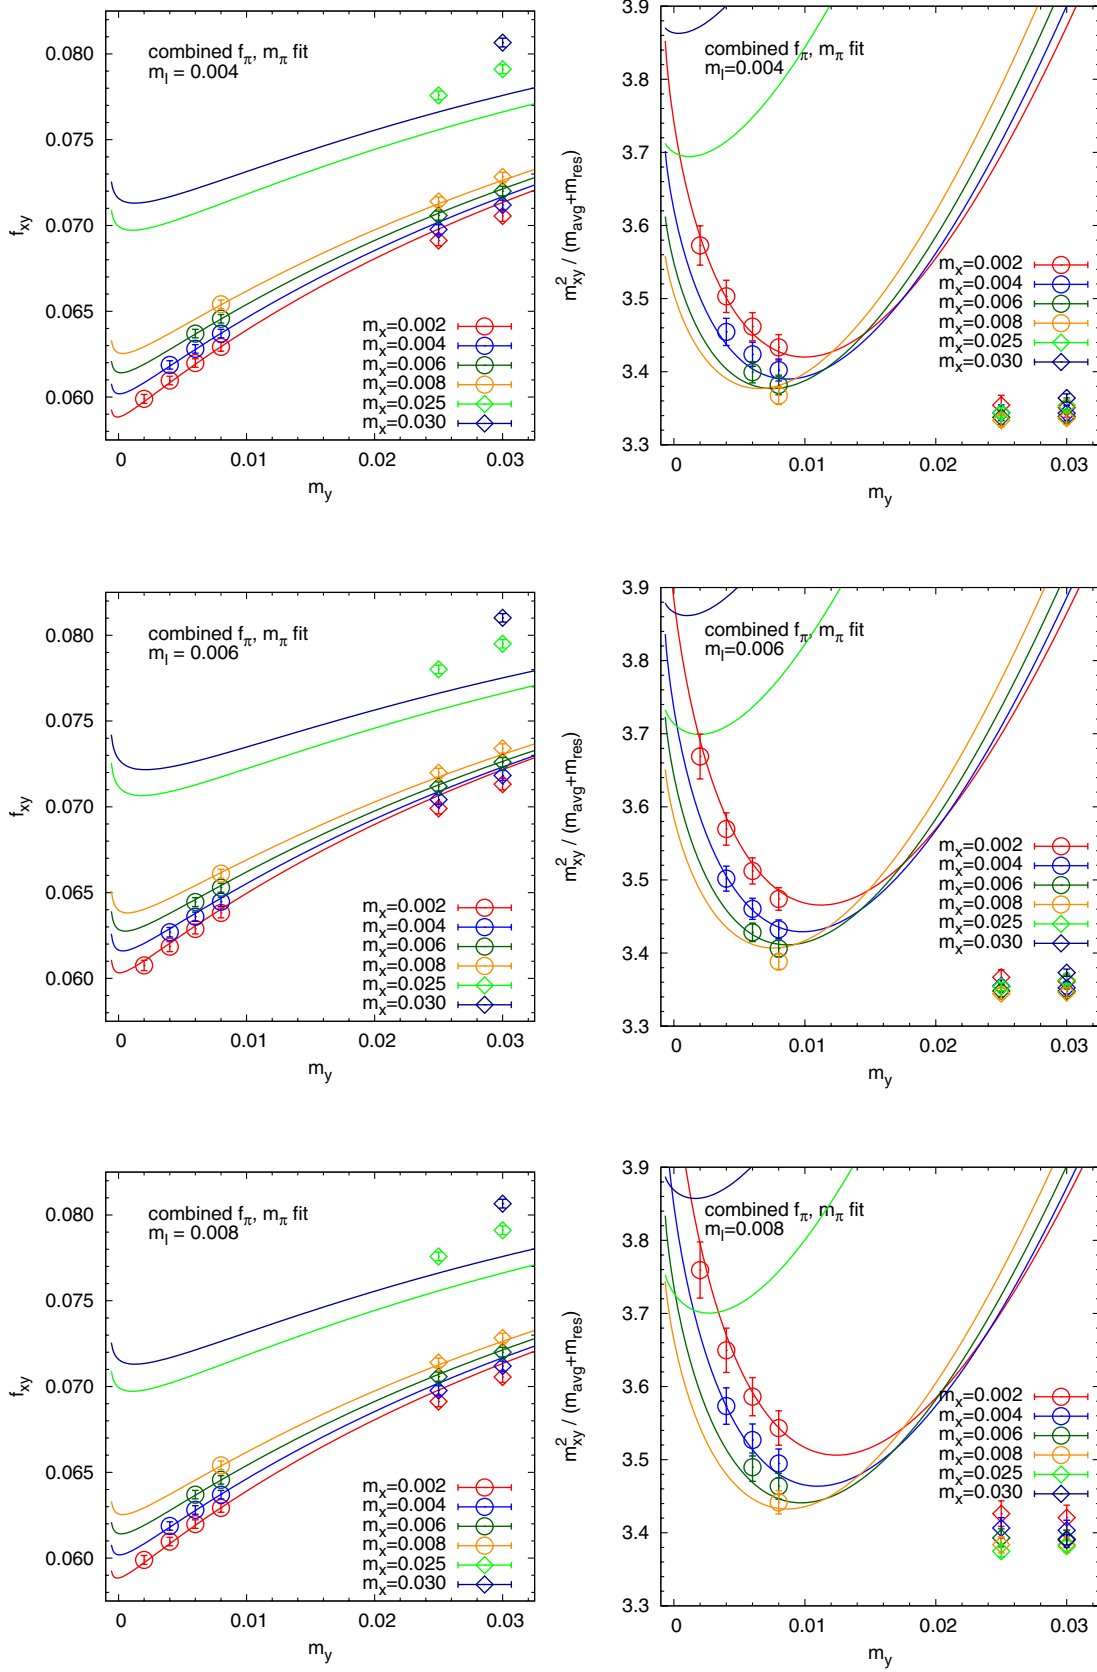 combined f_π, m_π fit
m_l = 0.004
0.080
0.075
0.070
0.065
0.060
f_xy
m_x=0.002
m_x=0.004
m_x=0.006
m_x=0.008
m_x=0.025
m_x=0.030
0 0.01 0.02 0.03
m_y
combined f_π, m_π fit
m_l=0.004
3.9
3.8
3.7
3.6
3.5
3.4
3.3
m²_xy / (m_avg+m_res)
m_x=0.002
m_x=0.004
m_x=0.006
m_x=0.008
m_x=0.025
m_x=0.030
0 0.01 0.02 0.03
m_y
combined f_π, m_π fit
m_l = 0.006
0.080
0.075
0.070
0.065
0.060
f_xy
m_x=0.002
m_x=0.004
m_x=0.006
m_x=0.008
m_x=0.025
m_x=0.030
0 0.01 0.02 0.03
m_y
combined f_π, m_π fit
m_l=0.006
3.9
3.8
3.7
3.6
3.5
3.4
3.3
m²_xy / (m_avg+m_res)
m_x=0.002
m_x=0.004
m_x=0.006
m_x=0.008
m_x=0.025
m_x=0.030
0 0.01 0.02 0.03
m_y
combined f_π, m_π fit
m_l = 0.008
0.080
0.075
0.070
0.065
0.060
f_xy
m_x=0.002
m_x=0.004
m_x=0.006
m_x=0.008
m_x=0.025
m_x=0.030
0 0.01 0.02 0.03
m_y
combined f_π, m_π fit
m_l=0.008
3.9
3.8
3.7
3.6
3.5
3.4
3.3
m²_xy / (m_avg+m_res)
m_x=0.002
m_x=0.004
m_x=0.006
m_x=0.008
m_x=0.025
m_x=0.030
0 0.01 0.02 0.03
m_y